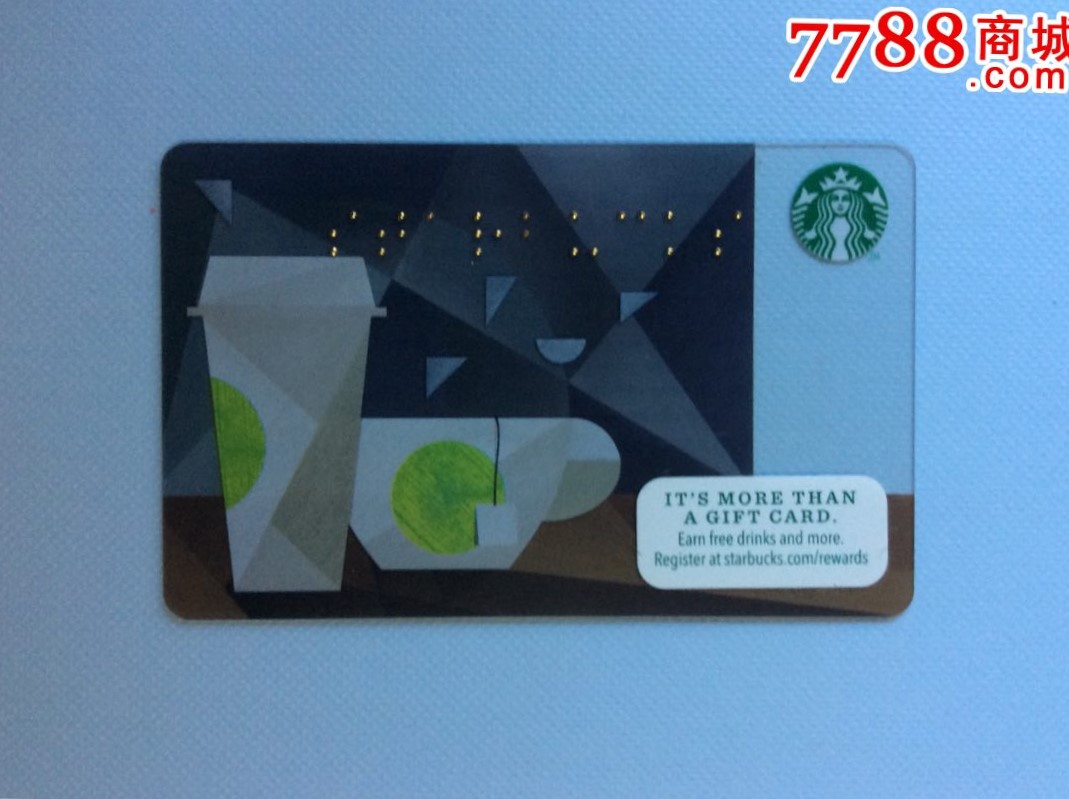 7788商城
.com
IT'S MORE THAN
A GIFT CARD.
Earn free drinks and more.
Register at starbucks.com/rewards